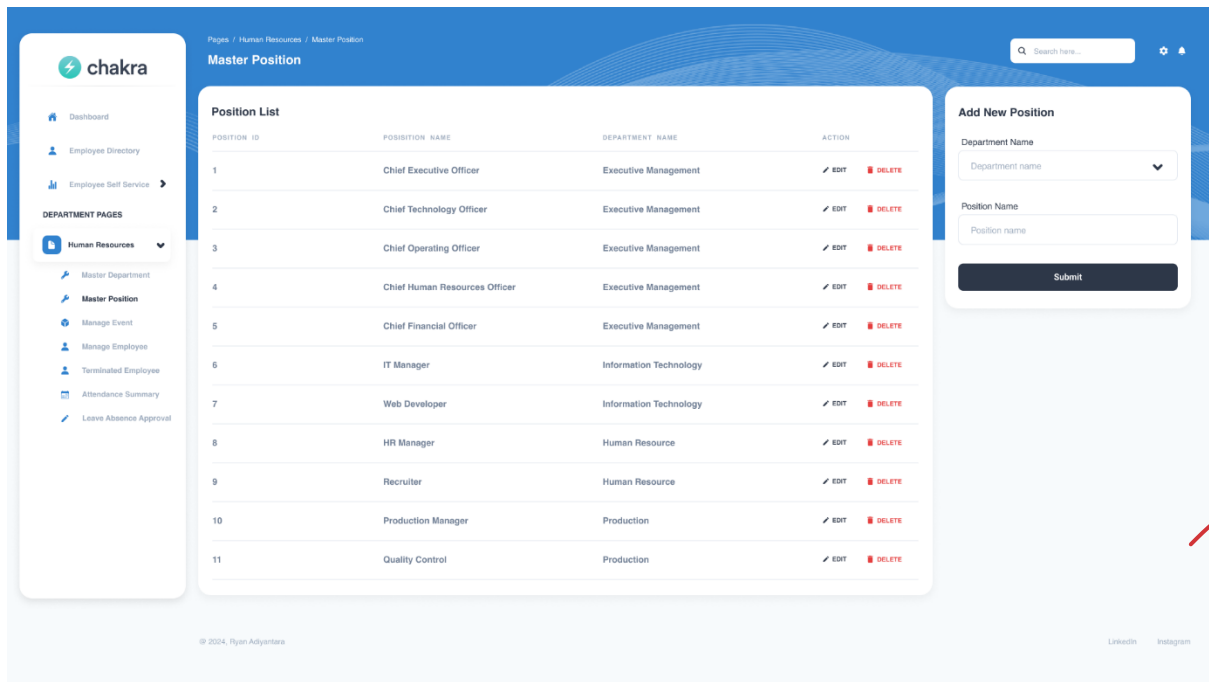 chakra
Dashboard
Employee Directory
Employee Self Service
DEPARTMENT PAGES
Human Resources
Master Department
Master Position
Manage Event
Manage Employee
Terminated Employee
Attendance Summary
Leave Absence Approval
Pages / Human Resources / Master Position
Master Position
Search here...
Position List
POSITION ID POSISITION NAME DEPARTMENT NAME ACTION
1 Chief Executive Officer Executive Management EDIT DELETE
2 Chief Technology Officer Executive Management EDIT DELETE
3 Chief Operating Officer Executive Management EDIT DELETE
4 Chief Human Resources Officer Executive Management EDIT DELETE
5 Chief Financial Officer Executive Management EDIT DELETE
6 IT Manager Information Technology EDIT DELETE
7 Web Developer Information Technology EDIT DELETE
8 HR Manager Human Resource EDIT DELETE
9 Recruiter Human Resource EDIT DELETE
10 Production Manager Production EDIT DELETE
11 Quality Control Production EDIT DELETE
Add New Position
Department Name
Department name
Position Name
Position name
Submit
@ 2024, Ryan Adiyantara
LinkedIn Instagram